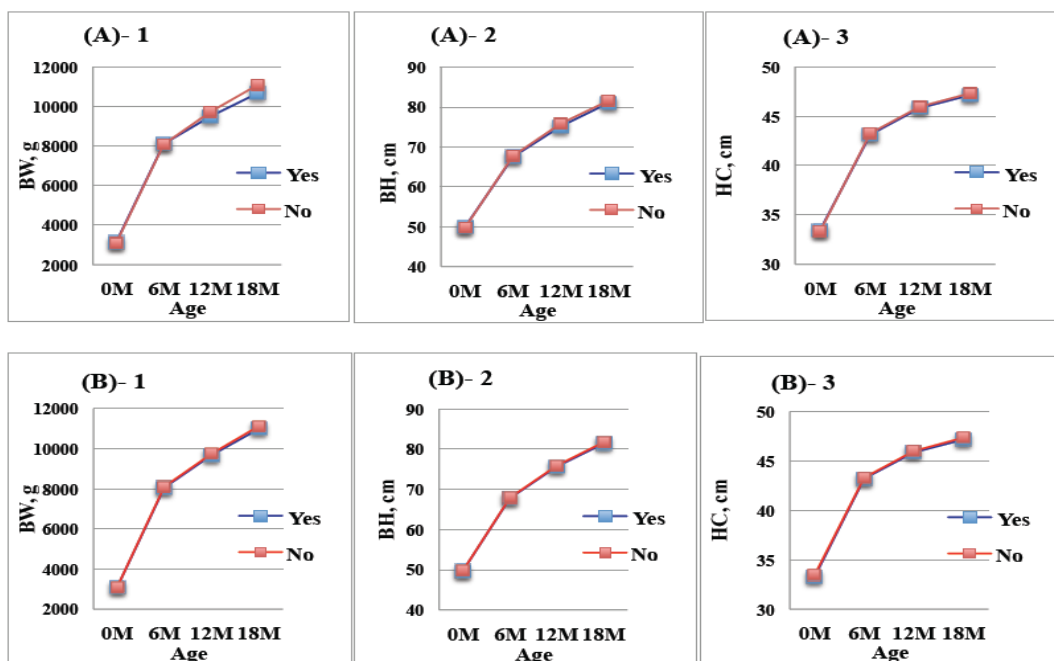 (A)- 1
12000
10000
8000
6000
4000
2000
BW, g
Yes
No
0M 6M 12M 18M
Age
(A)- 2
90
80
70
60
50
40
BH, cm
Yes
No
0M 6M 12M 18M
Age
(A)- 3
50
45
40
35
30
HC, cm
Yes
No
0M 6M 12M 18M
Age
(B)- 1
12000
10000
8000
6000
4000
2000
BW, g
Yes
No
0M 6M 12M 18M
Age
(B)- 2
90
80
70
60
50
40
BH, cm
Yes
No
0M 6M 12M 18M
Age
(B)- 3
50
45
40
35
30
HC, cm
Yes
No
0M 6M 12M 18M
Age